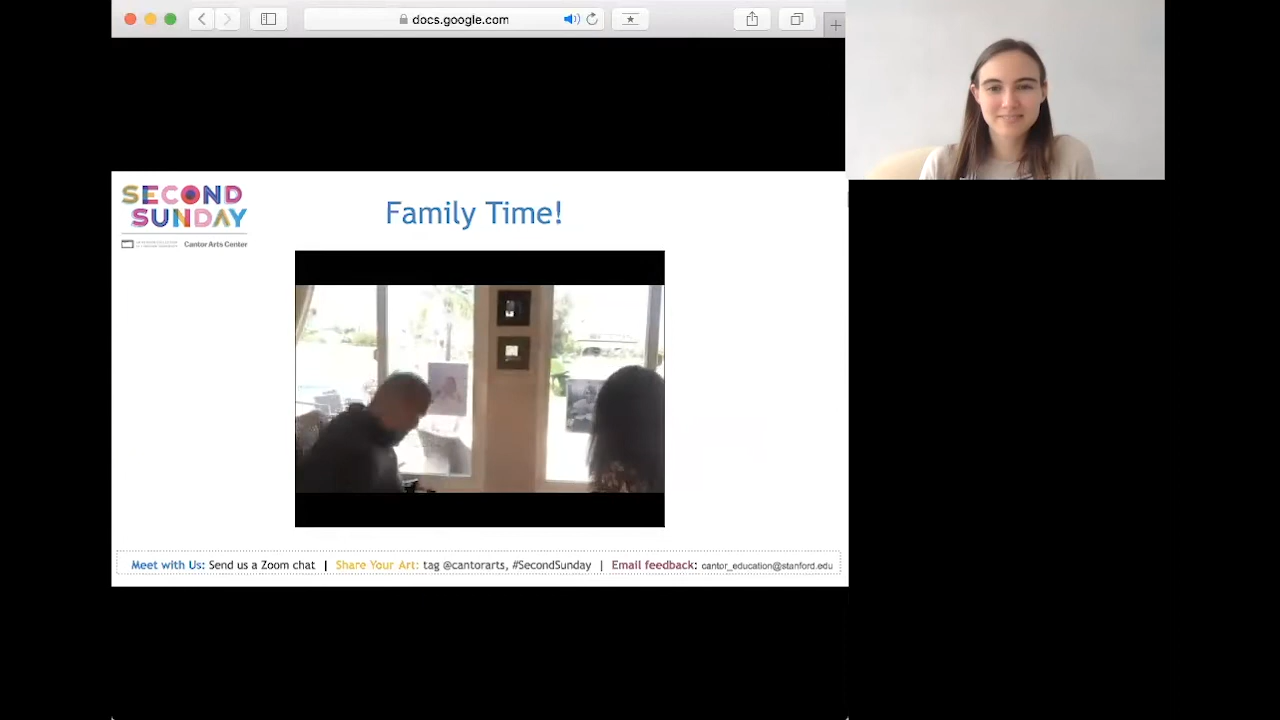 docs.google.com
SECOND
SUNDAY
Cantor Arts Center
Family Time!
Meet with Us: Send us a Zoom chat | Share Your Art: tag @cantorarts, #SecondSunday | Email feedback: cantor_education@stanford.edu